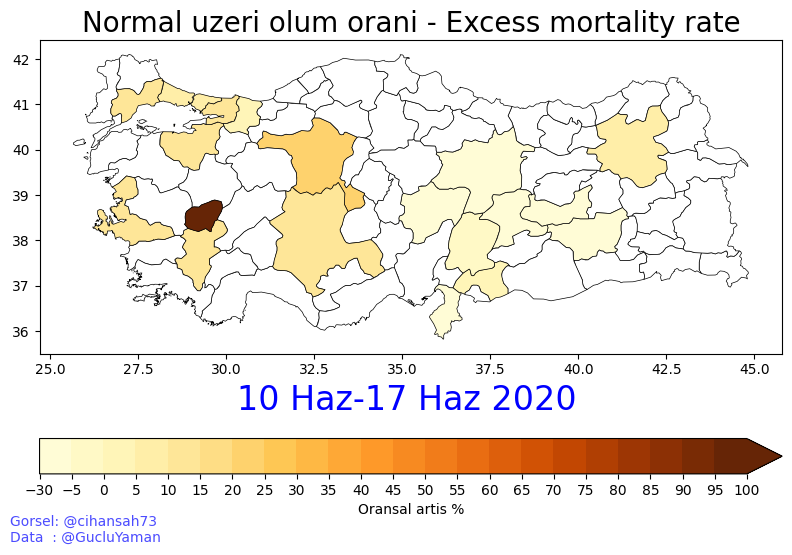 Normal uzeri olum orani - Excess mortality rate
42
41
40
39
38
37
36
25.0 27.5 30.0 32.5 35.0 37.5 40.0 42.5 45.0
10 Haz-17 Haz 2020
−30 −5 0 5 10 15 20 25 30 35 40 45 50 55 60 65 70 75 80 85 90 95 100
Oransal artis %
Gorsel: @cihansah73
Data : @GucluYaman